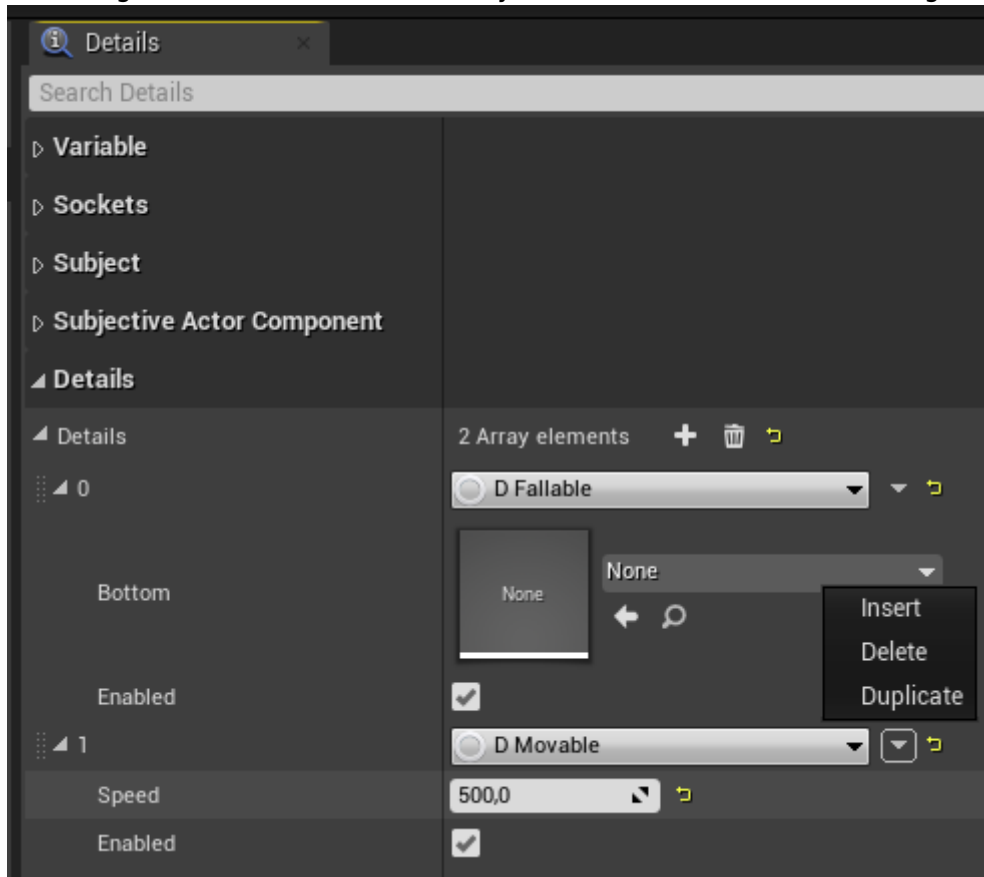 Details
Search Details
Variable
Sockets
Subject
Subjective Actor Component
Details
Details 2 Array elements
0 D Fallable
Bottom None None
Insert
Delete
Enabled Duplicate
1 D Movable
Speed 500,0
Enabled